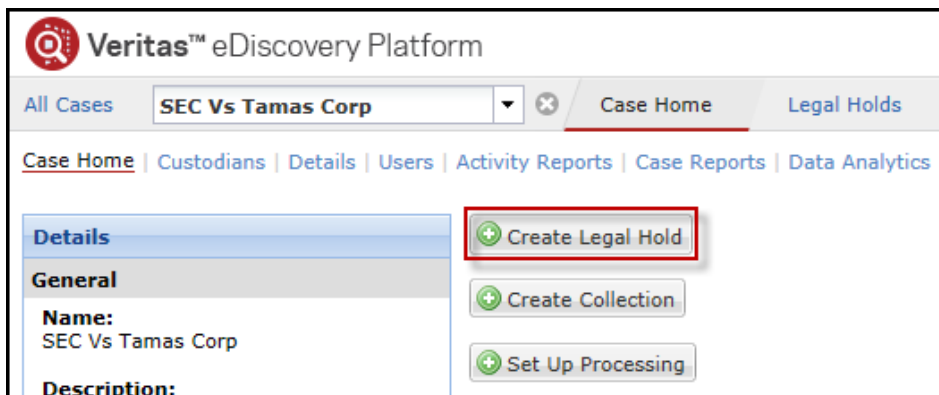 Veritas™ eDiscovery Platform
All Cases SEC Vs Tamas Corp Case Home Legal Holds
Case Home | Custodians | Details | Users | Activity Reports | Case Reports | Data Analytics
Details
Create Legal Hold
General
Create Collection
Name:
SEC Vs Tamas Corp
Set Up Processing
Description: